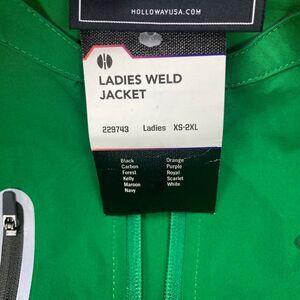 HOLLOWAYUSA.COM
LADIES WELD
JACKET
229743 Ladies XS-2XL
Black Orange
Carbon Purple
Forest Royal
Kelly Scarlet
Maroon White
Navy